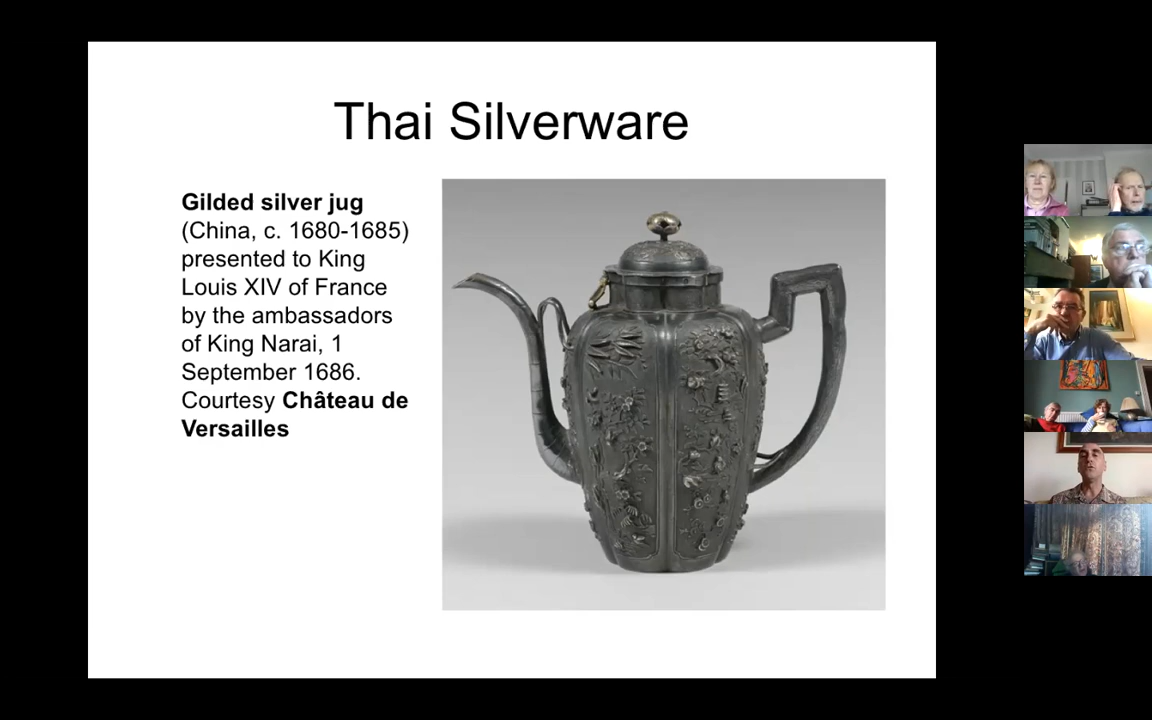 Thai Silverware
Gilded silver jug
(China, c. 1680-1685)
presented to King
Louis XIV of France
by the ambassadors
of King Narai, 1
September 1686.
Courtesy Château de
Versailles